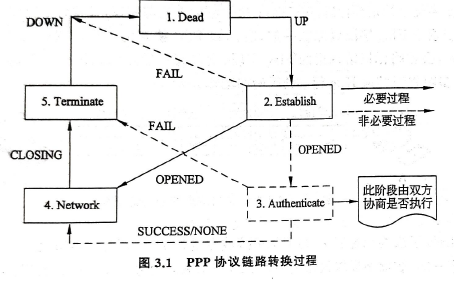 DOWN
1. Dead
UP
FAIL
5. Terminate
2. Establish
必要过程
非必要过程
FAIL
OPENED
CLOSING
OPENED
4. Network
3. Authenticate
此阶段由双方
协商是否执行
SUCCESS/NONE
图 3.1 PPP 协议链路转换过程